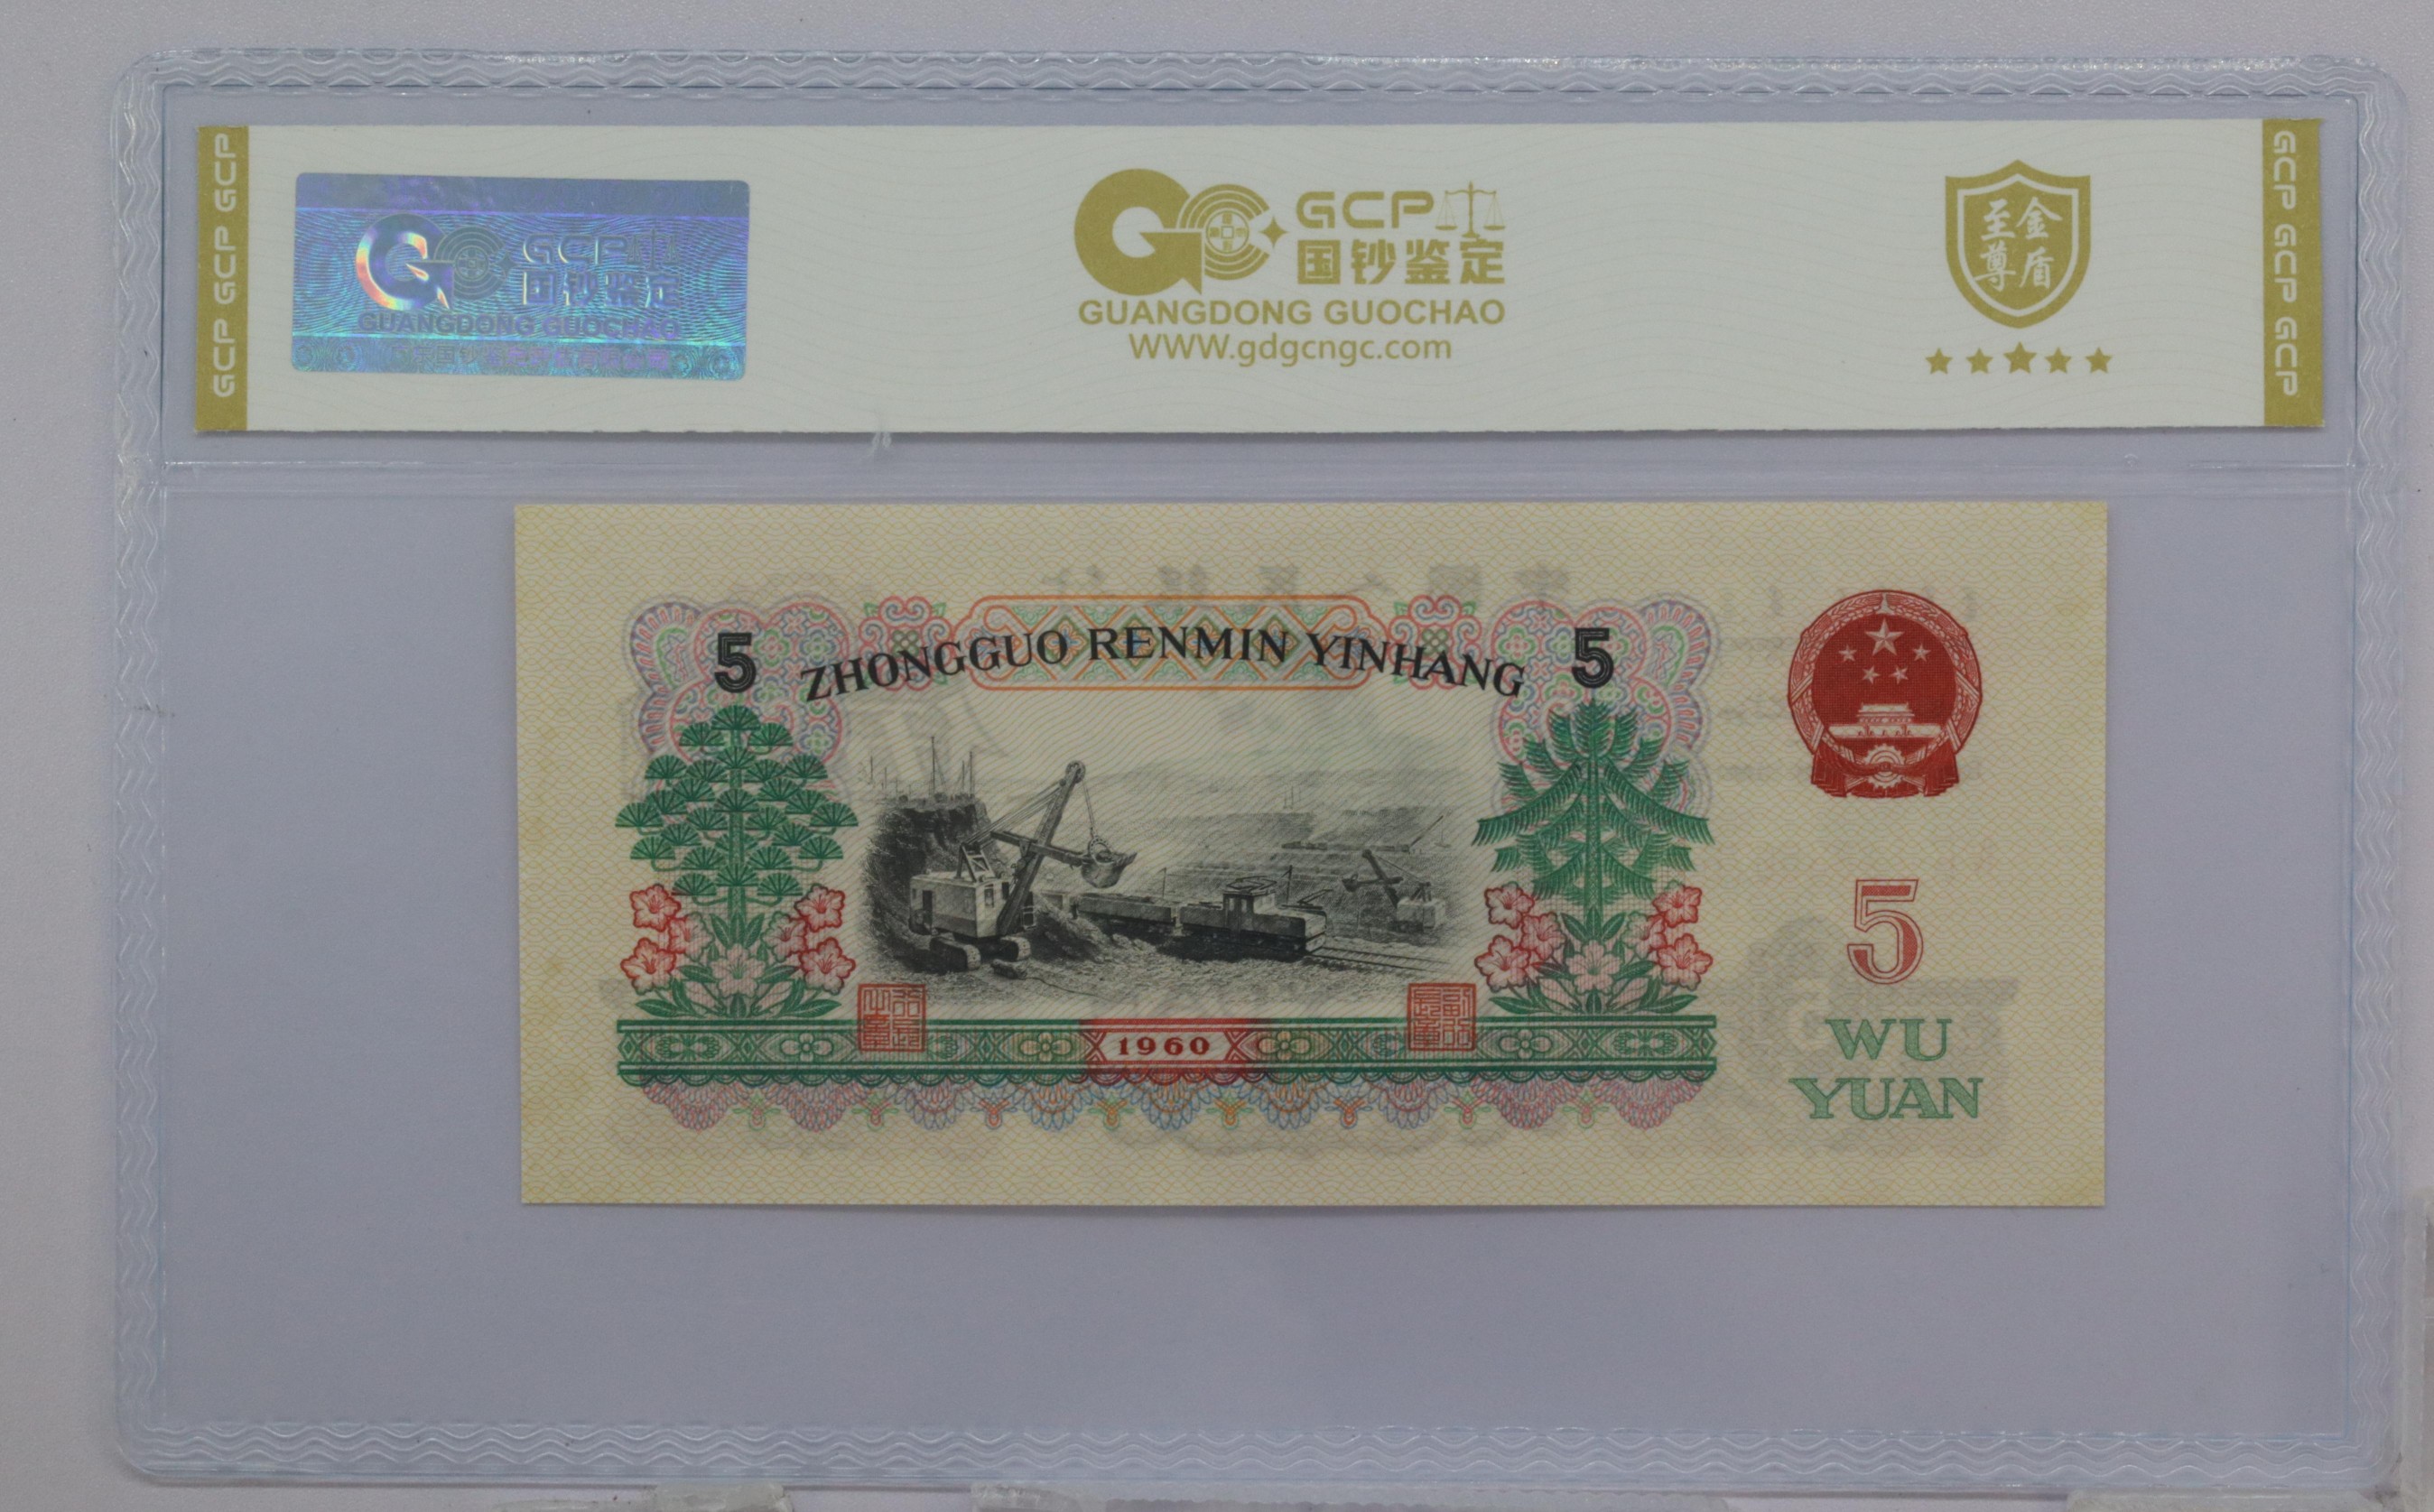 GCP GCP GCP
GCP 国钞鉴定
GUANGDONG GUOCHAO
GCP
国钞鉴定
GUANGDONG GUOCHAO
WWW.gdgcngc.com
至尊 金盾
GCP GCP GCP
5 ZHONGGUO RENMIN YINHANG 5
1960
5
WU
YUAN